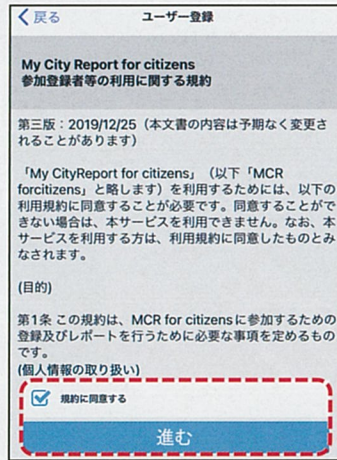 戻る ユーザー登録
My City Report for citizens
参加登録者等の利用に関する規約
第三版：2019/12/25（本文書の内容は予期なく変更さ
れることがあります）
「My CityReport for citizens」（以下「MCR
forcitizens」と略します）を利用するためには、以下の
利用規約に同意することが必要です。同意することがで
きない場合は、本サービスを利用できません。なお、本
サービスを利用する方は、利用規約に同意したものとみ
なされます。
(目的)
第1条 この規約は、MCR for citizensに参加するための
登録及びレポートを行うために必要な事項を定めるもの
です。
(個人情報の取り扱い)
規約に同意する
進む